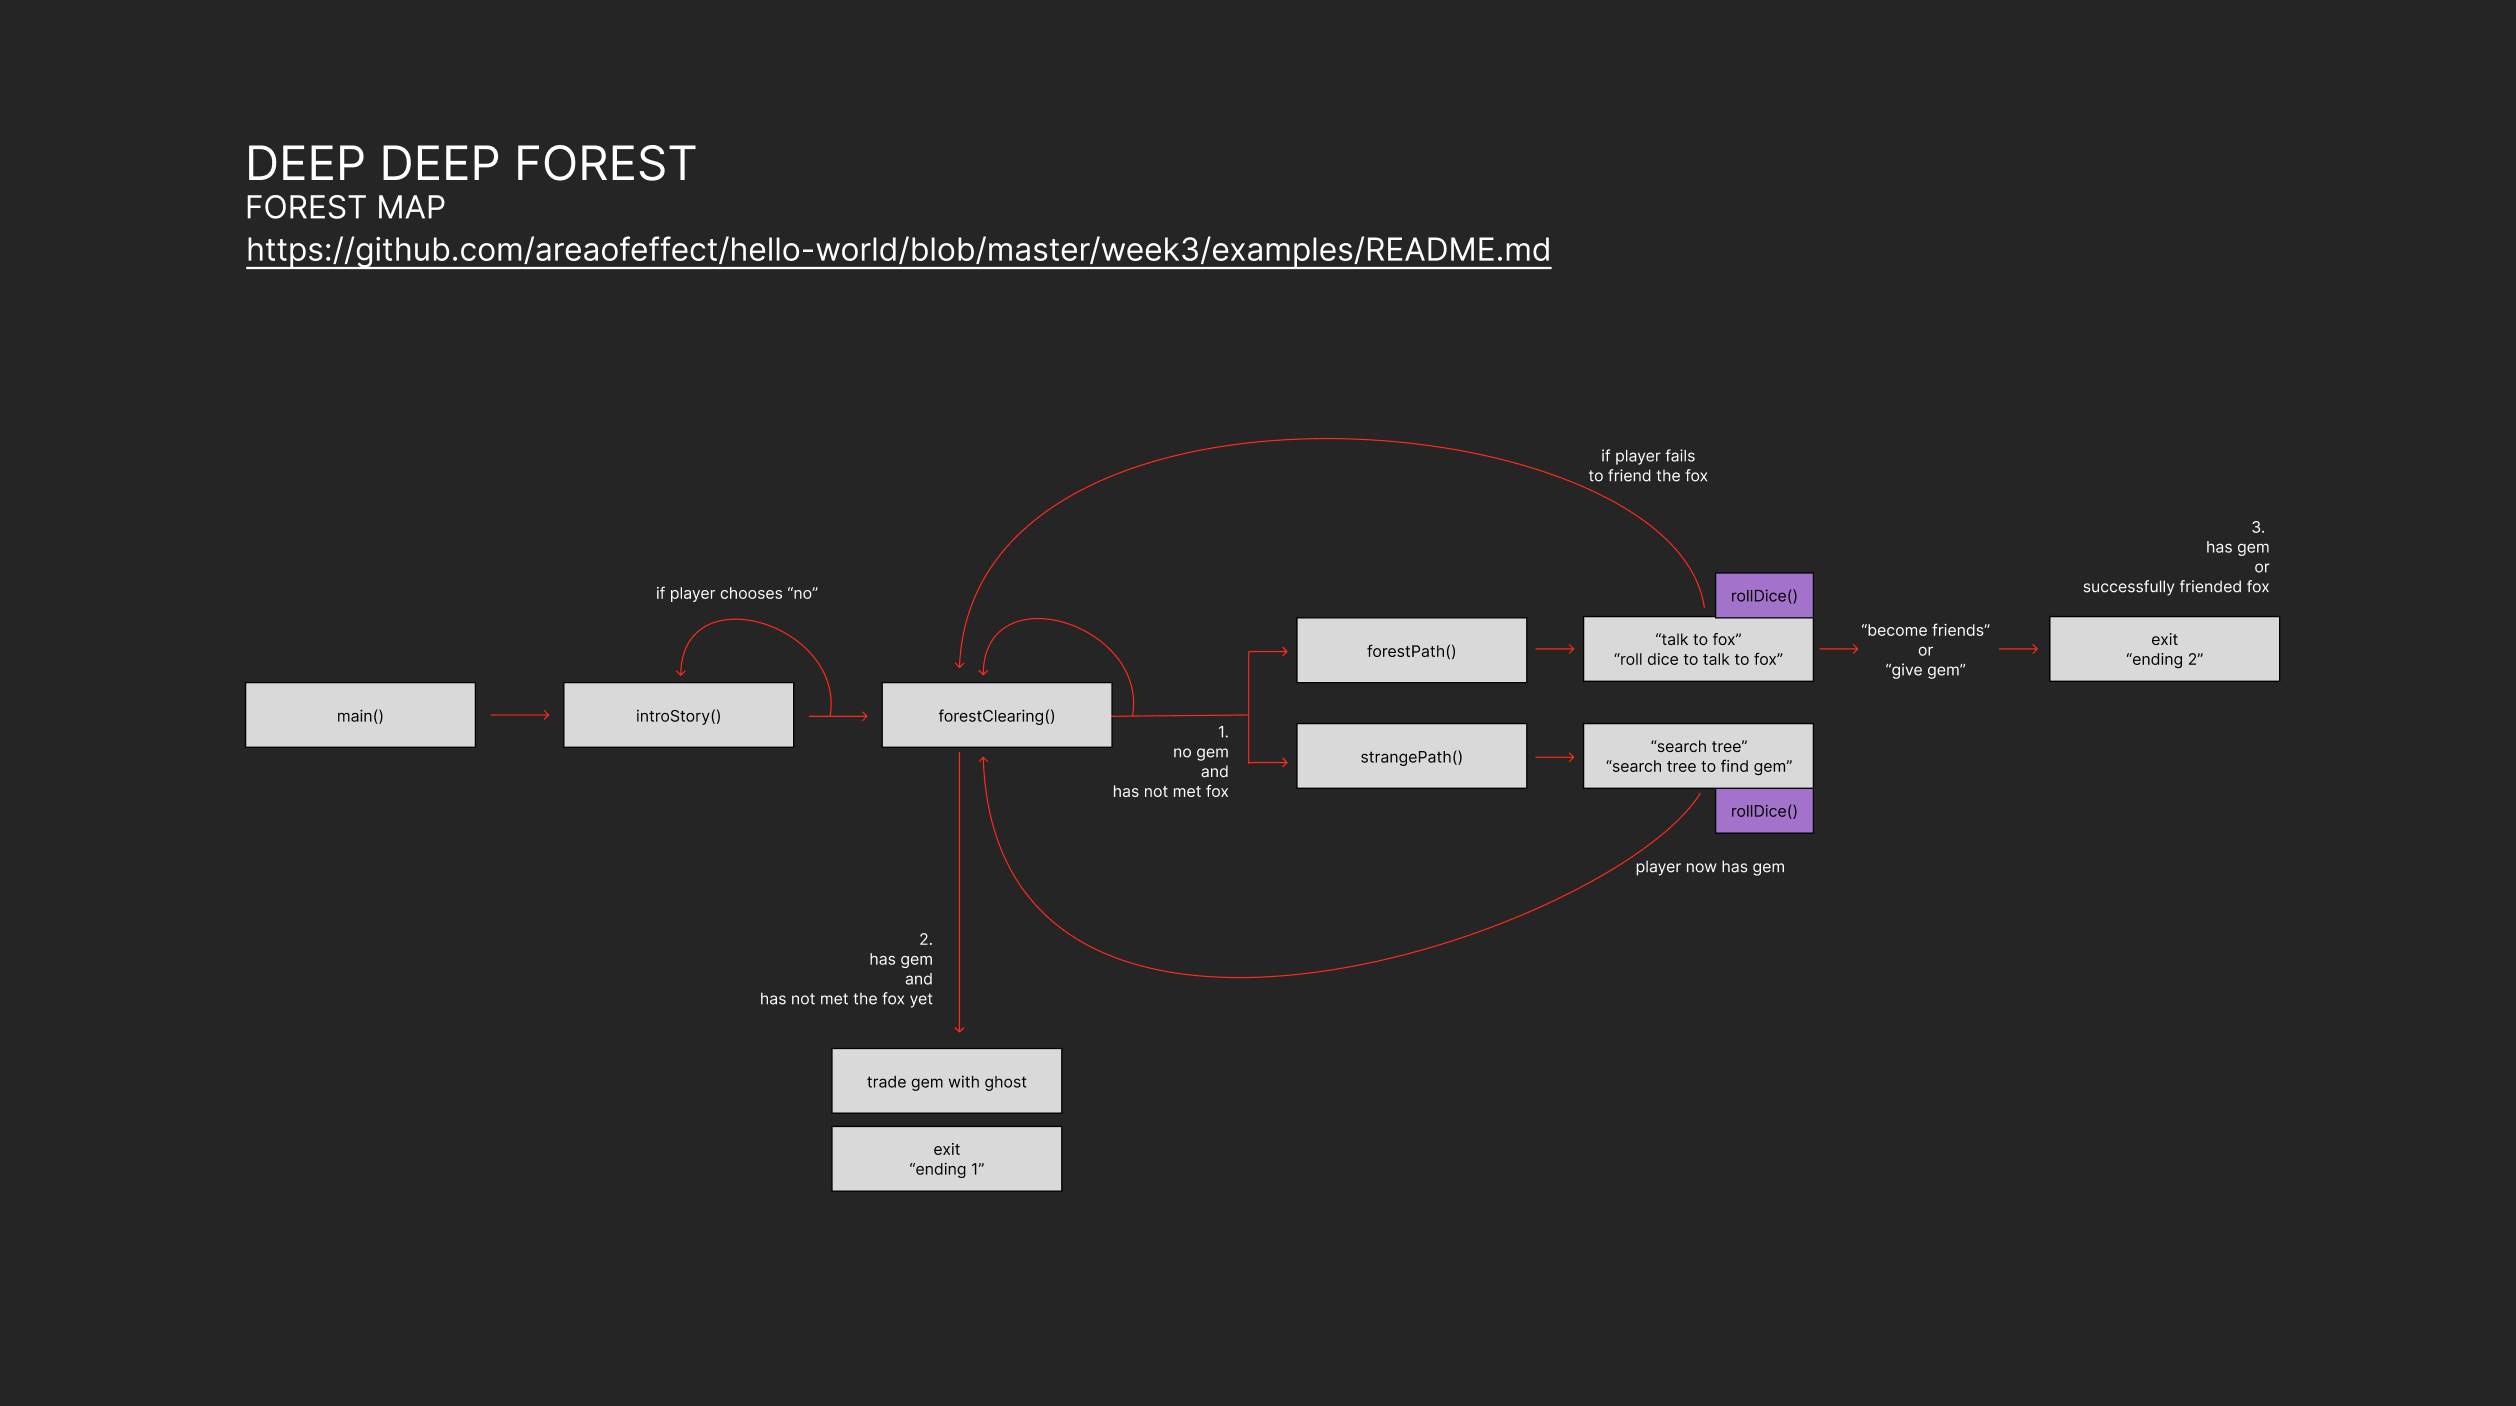 DEEP DEEP FOREST
FOREST MAP
https://github.com/areaofeffect/hello-world/blob/master/week3/examples/README.md
if player fails
to friend the fox
3.
has gem
or
successfully friended fox
if player chooses “no”
rollDice()
main()
introStory()
forestClearing()
forestPath()
“talk to fox”
“roll dice to talk to fox”
“become friends”
or
“give gem”
exit
“ending 2”
1.
no gem
and
has not met fox
strangePath()
“search tree”
“search tree to find gem”
rollDice()
player now has gem
2.
has gem
and
has not met the fox yet
trade gem with ghost
exit
“ending 1”